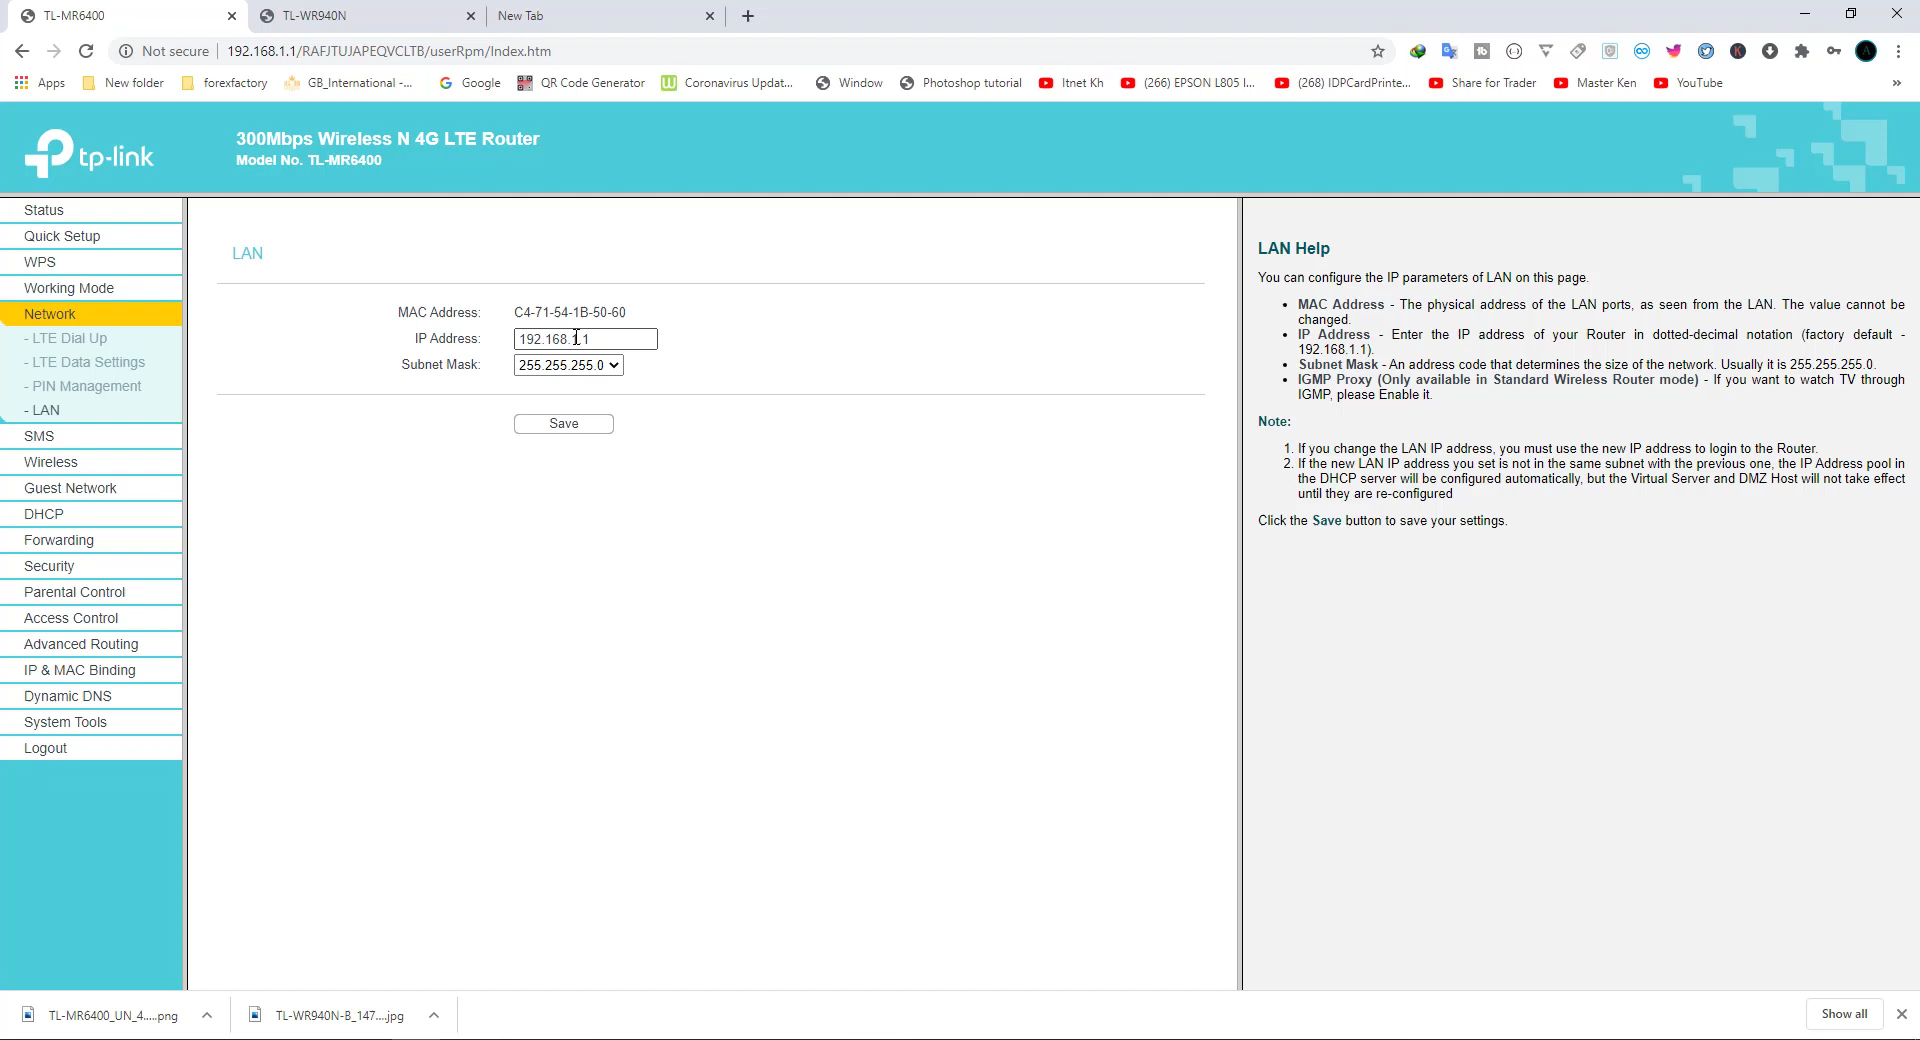 TL-MR6400
TL-WR940N
New Tab
Not secure
192.168.1.1/RAFJTUJAPEQVCLTB/userRpm/Index.htm
Apps
New folder
forexfactory
GB_International -...
Google
QR Code Generator
Coronavirus Updat...
Window
Photoshop tutorial
Itnet Kh
(266) EPSON L805 I...
(268) IDPCardPrinte...
Share for Trader
Master Ken
YouTube
»
tp-link
300Mbps Wireless N 4G LTE Router
Model No. TL-MR6400
Status
Quick Setup
WPS
Working Mode
Network
- LTE Dial Up
- LTE Data Settings
- PIN Management
- LAN
SMS
Wireless
Guest Network
DHCP
Forwarding
Security
Parental Control
Access Control
Advanced Routing
IP & MAC Binding
Dynamic DNS
System Tools
Logout
LAN
MAC Address: C4-71-54-1B-50-60
IP Address: 192.168.1.1
Subnet Mask: 255.255.255.0
Save
LAN Help
You can configure the IP parameters of LAN on this page.
• MAC Address - The physical address of the LAN ports, as seen from the LAN. The value cannot be
changed.
• IP Address - Enter the IP address of your Router in dotted-decimal notation (factory default -
192.168.1.1).
• Subnet Mask - An address code that determines the size of the network. Usually it is 255.255.255.0.
• IGMP Proxy (Only available in Standard Wireless Router mode) - If you want to watch TV through
IGMP, please Enable it.
Note:
1. If you change the LAN IP address, you must use the new IP address to login to the Router.
2. If the new LAN IP address you set is not in the same subnet with the previous one, the IP Address pool in
the DHCP server will be configured automatically, but the Virtual Server and DMZ Host will not take effect
until they are re-configured
Click the Save button to save your settings.
TL-MR6400_UN_4.....png
TL-WR940N-B_147....jpg
Show all